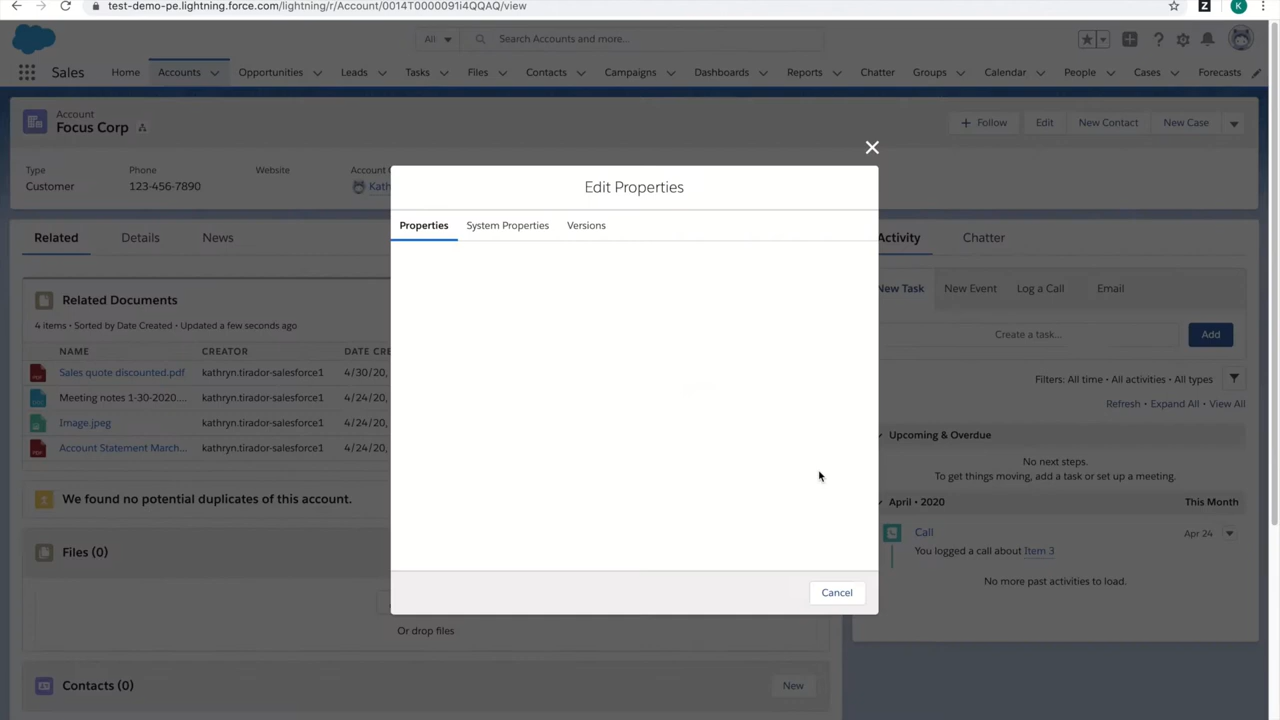 test-demo-pe.lightning.force.com/lightning/r/Account/0014T0000091i4QQAQ/view
Z
K
All
Search Accounts and more...
Sales
Home
Accounts
Opportunities
Leads
Tasks
Files
Contacts
Campaigns
Dashboards
Reports
Chatter
Groups
Calendar
People
Cases
Forecasts
Account
Focus Corp
+ Follow
Edit
New Contact
New Case
Type
Phone
Website
Customer
123-456-7890
Edit Properties
Properties
System Properties
Versions
Cancel
Related
Details
News
Related Documents
4 items • Sorted by Date Created • Updated a few seconds ago
NAME
CREATOR
Sales quote discounted.pdf
kathryn.tirador-salesforce1
4/30/20,
Meeting notes 1-30-2020....
kathryn.tirador-salesforce1
4/24/20,
Image.jpeg
kathryn.tirador-salesforce1
4/24/20,
Account Statement March...
kathryn.tirador-salesforce1
4/24/20,
We found no potential duplicates of this account.
Files (0)
Or drop files
Contacts (0)
New
Activity
Chatter
New Task
New Event
Log a Call
Email
Create a task...
Add
Filters: All time • All activities • All types
Refresh • Expand All • View All
Upcoming & Overdue
No next steps.
To get things moving, add a task or set up a meeting.
April • 2020
This Month
Call
Apr 24
You logged a call about Item 3
No more past activities to load.